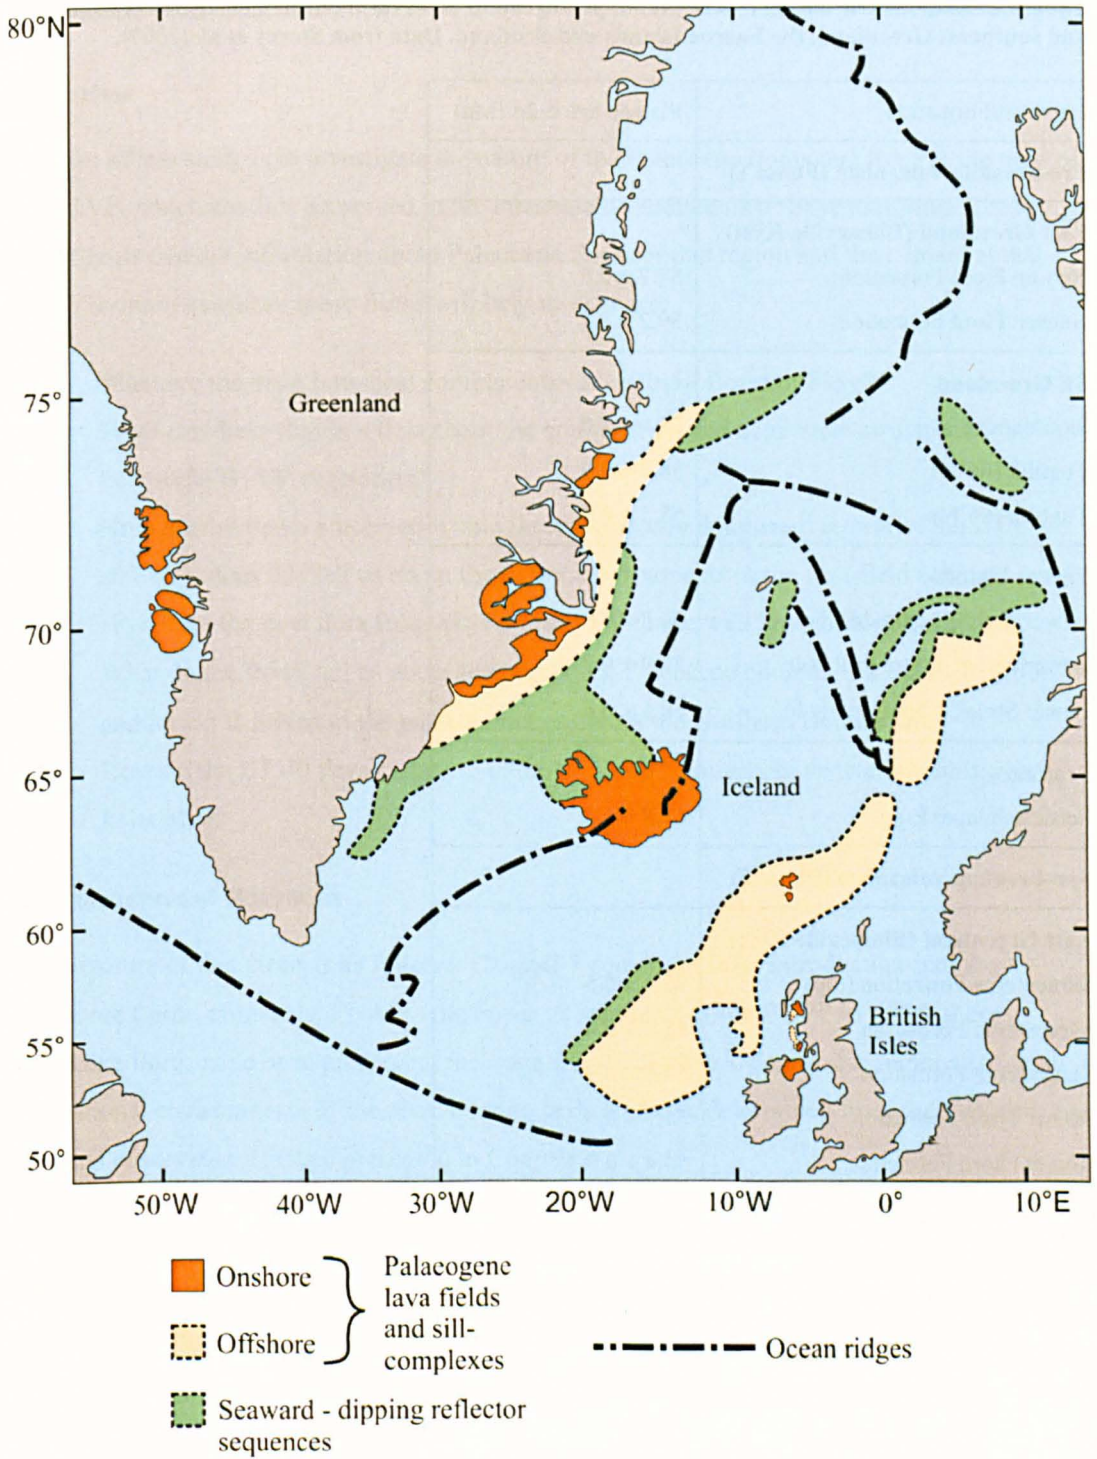 80°N
75°
70°
65°
60°
55°
50°
Greenland
Iceland
British
Isles
50°W
40°W
30°W
20°W
10°W
0°
10°E
Onshore
Offshore
Palaeogene
lava fields
and sill-
complexes
Ocean ridges
Seaward - dipping reflector
sequences